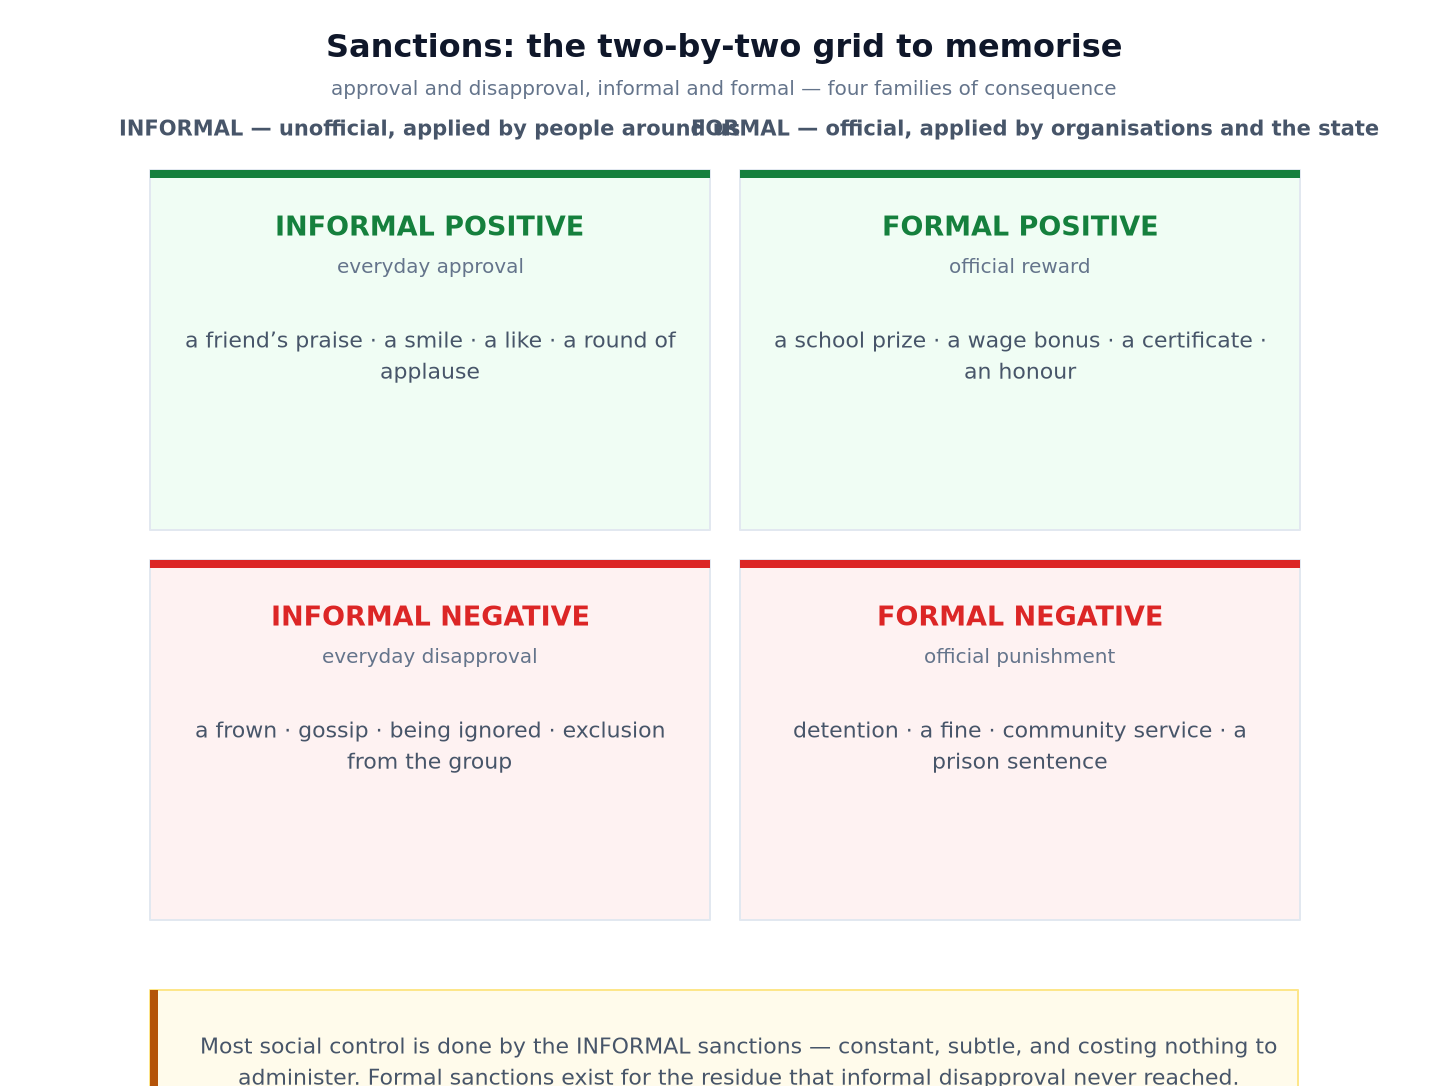 Sanctions: the two-by-two grid to memorise
approval and disapproval, informal and formal — four families of consequence
INFORMAL — unofficial, applied by people around us
FORMAL — official, applied by organisations and the state
INFORMAL POSITIVE
everyday approval
a friend’s praise · a smile · a like · a round of
applause
FORMAL POSITIVE
official reward
a school prize · a wage bonus · a certificate ·
an honour
INFORMAL NEGATIVE
everyday disapproval
a frown · gossip · being ignored · exclusion
from the group
FORMAL NEGATIVE
official punishment
detention · a fine · community service · a
prison sentence
Most social control is done by the INFORMAL sanctions — constant, subtle, and costing nothing to
administer. Formal sanctions exist for the residue that informal disapproval never reached.